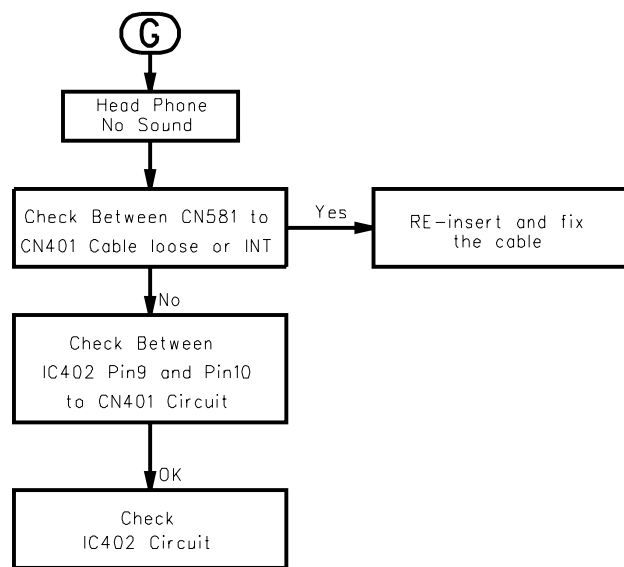 G
Head Phone
No Sound
Check Between CN581 to
CN401 Cable loose or INT
Yes
RE-insert and fix
the cable
No
Check Between
IC402 Pin9 and Pin10
to CN401 Circuit
OK
Check
IC402 Circuit